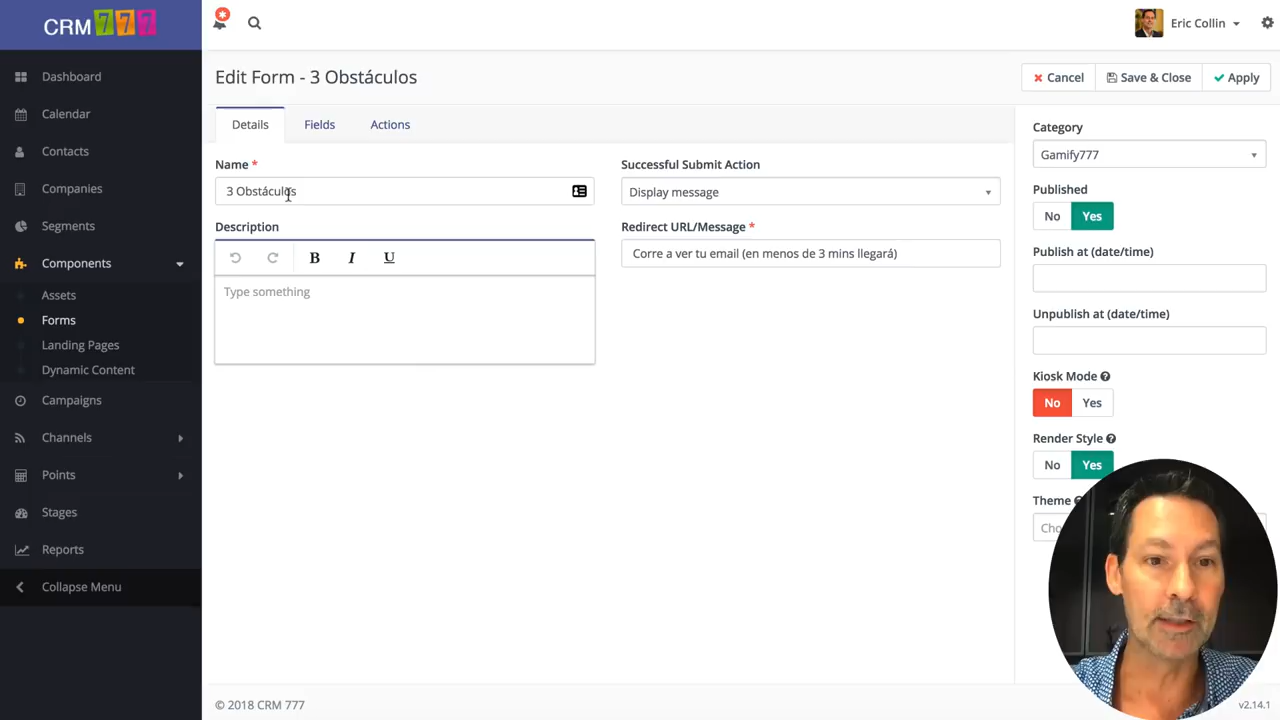 CRM 777
Eric Collin
Dashboard
Calendar
Contacts
Companies
Segments
Components
Assets
Forms
Landing Pages
Dynamic Content
Campaigns
Channels
Points
Stages
Reports
Collapse Menu
Edit Form - 3 Obstáculos
Cancel
Save & Close
Apply
Details
Fields
Actions
Name *
3 Obstáculos
Description
B I U
Type something
Successful Submit Action
Display message
Redirect URL/Message *
Corre a ver tu email (en menos de 3 mins llegará)
Category
Gamify777
Published
No Yes
Publish at (date/time)
Unpublish at (date/time)
Kiosk Mode
No Yes
Render Style
No Yes
Theme
© 2018 CRM 777
v2.14.1